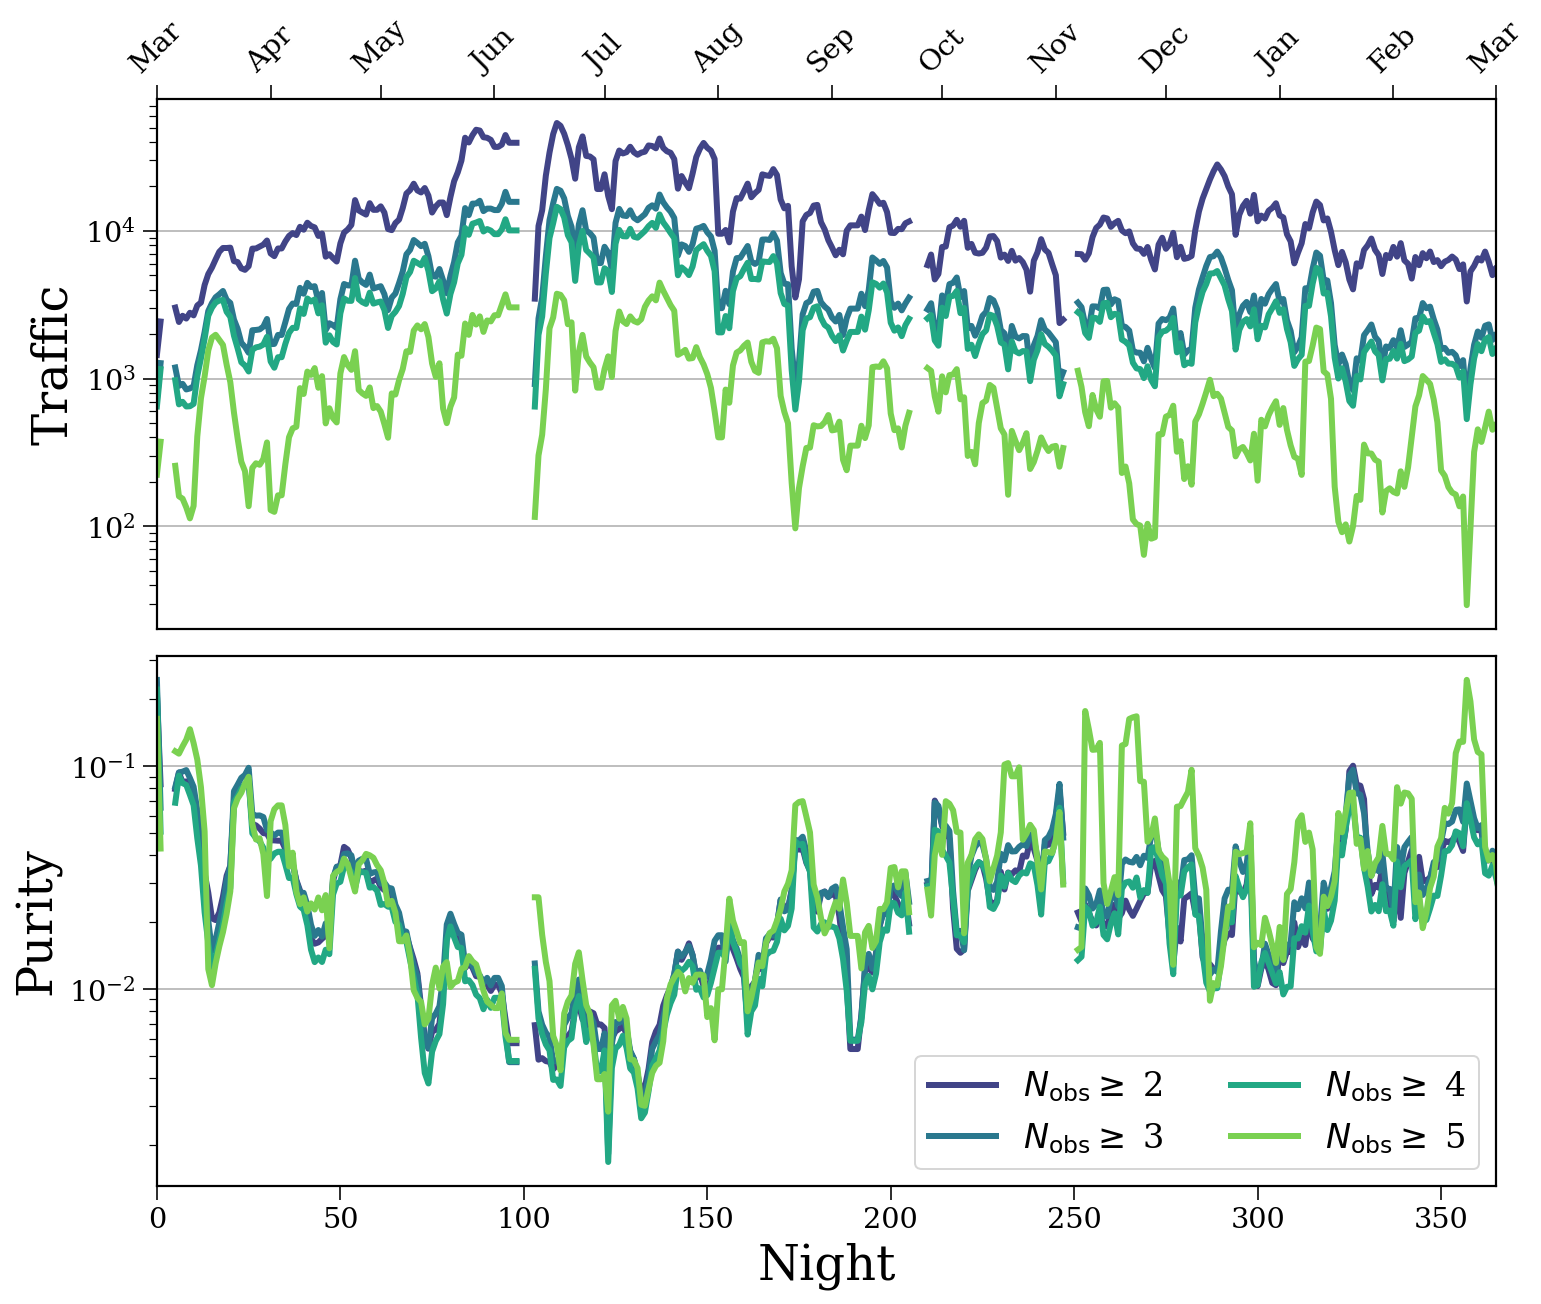 Mar Apr May Jun Jul Aug Sep Oct Nov Dec Jan Feb Mar
Traffic
10⁴
10³
10²
Purity
10⁻¹
10⁻²
N_obs ≥ 2 N_obs ≥ 4
N_obs ≥ 3 N_obs ≥ 5
0 50 100 150 200 250 300 350
Night